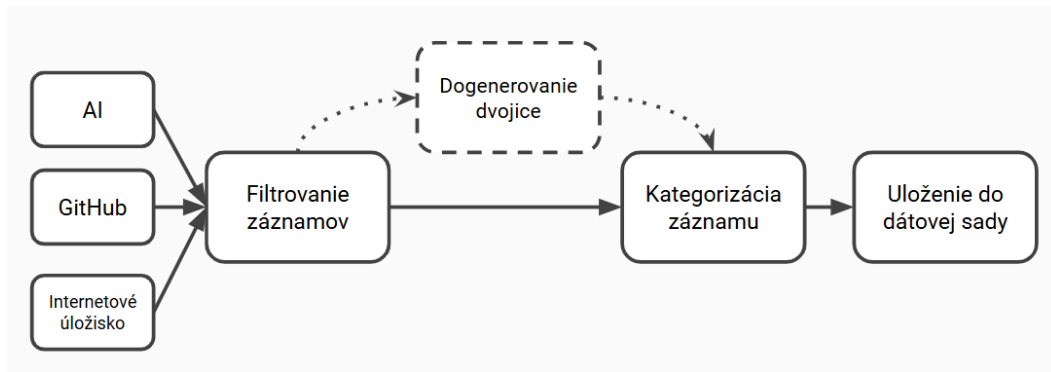 AI
GitHub
Internetové
úložisko
Filtrovanie
záznamov
Dogenerovanie
dvojice
Kategorizácia
záznamu
Uloženie do
dátovej sady